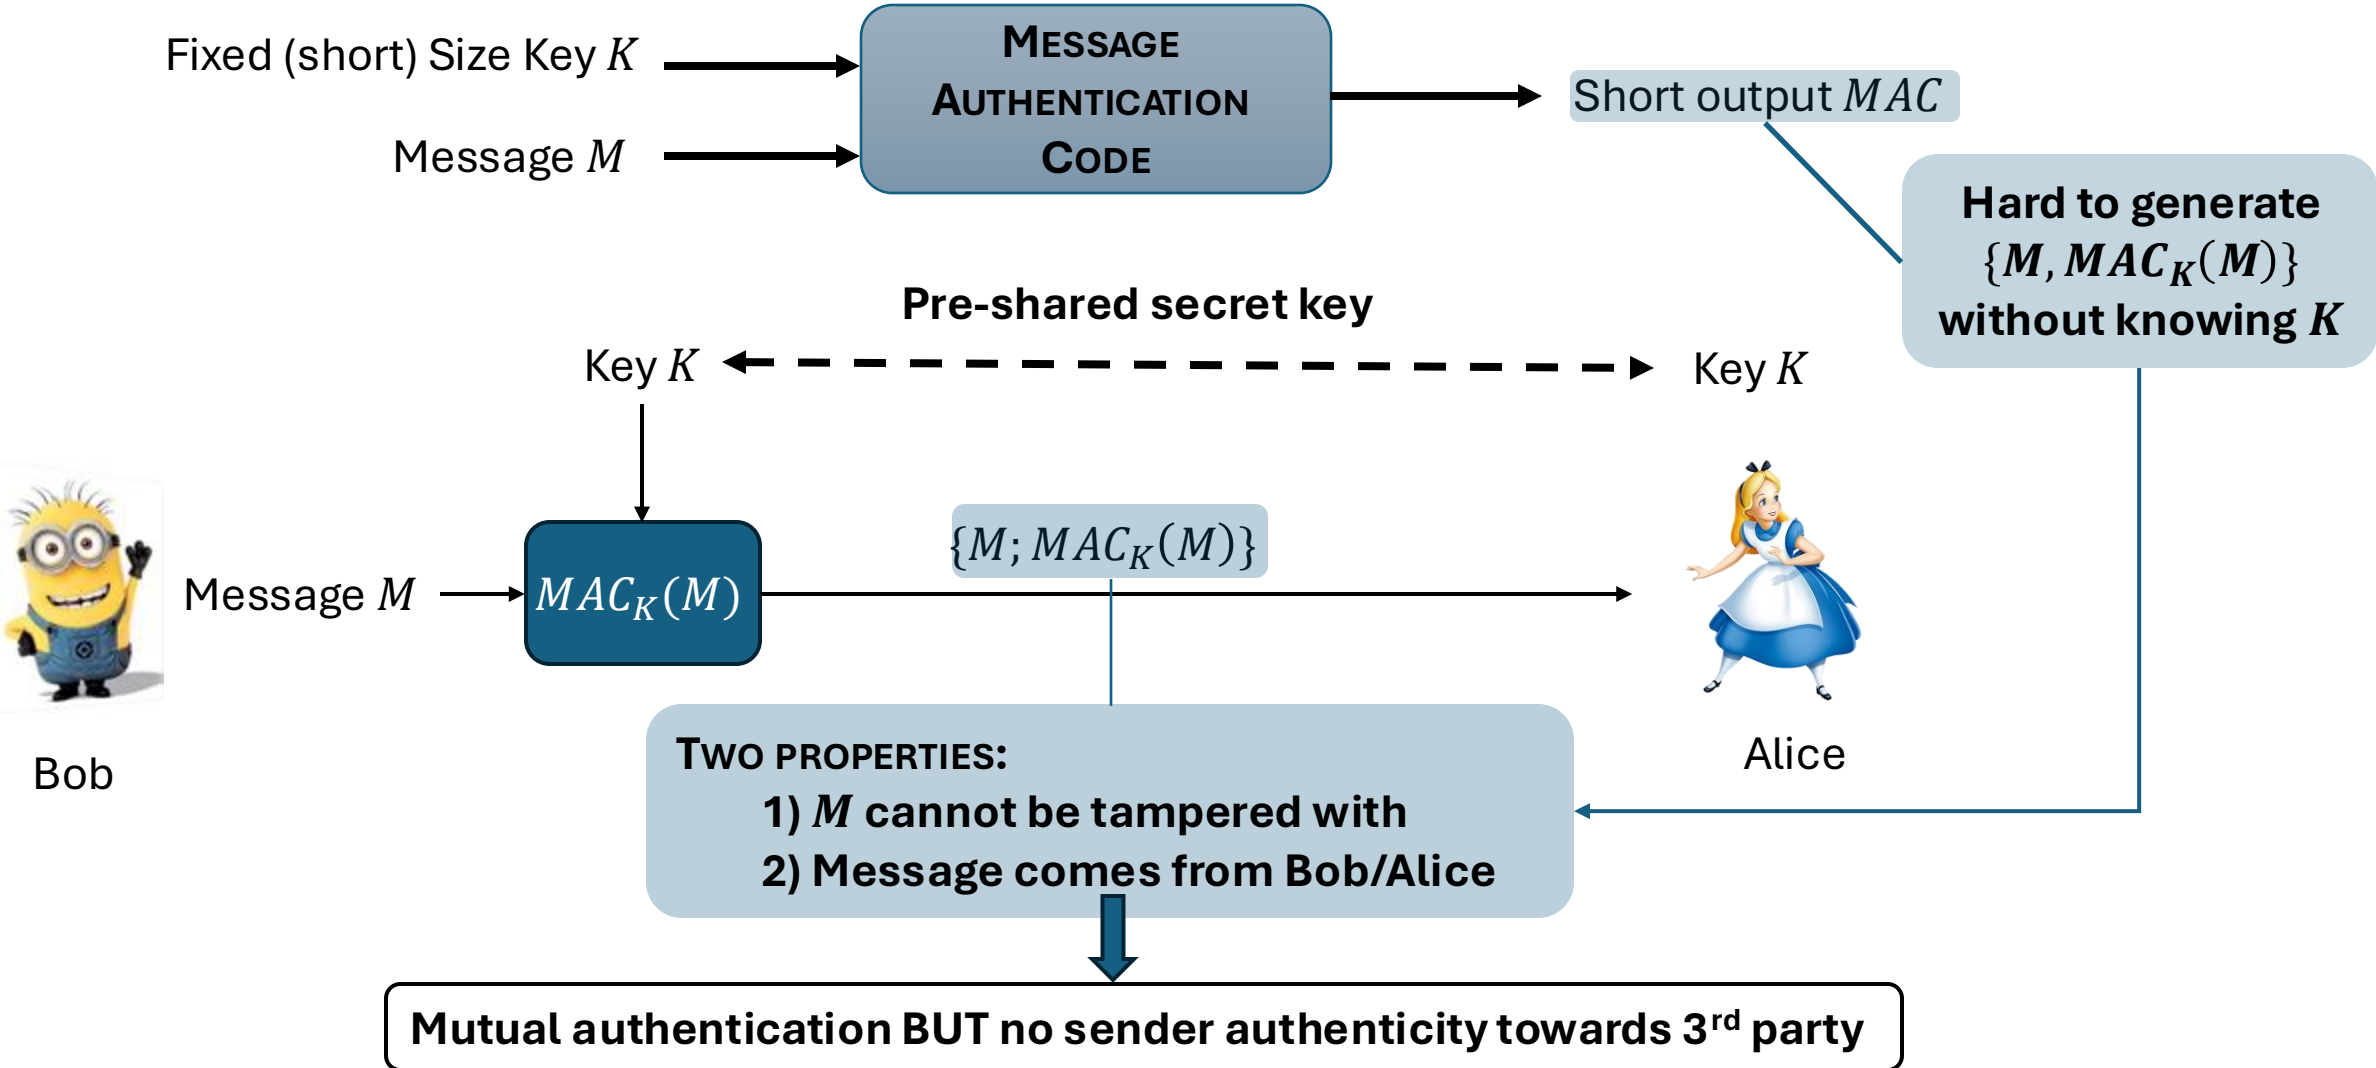 Fixed (short) Size Key K
Message M
MESSAGE
AUTHENTICATION
CODE
Short output MAC
Hard to generate
{M, MAC_K(M)}
without knowing K
Pre-shared secret key
Key K
Key K
Message M
MAC_K(M)
{M; MAC_K(M)}
Bob
Alice
TWO PROPERTIES:
1) M cannot be tampered with
2) Message comes from Bob/Alice
Mutual authentication BUT no sender authenticity towards 3rd party